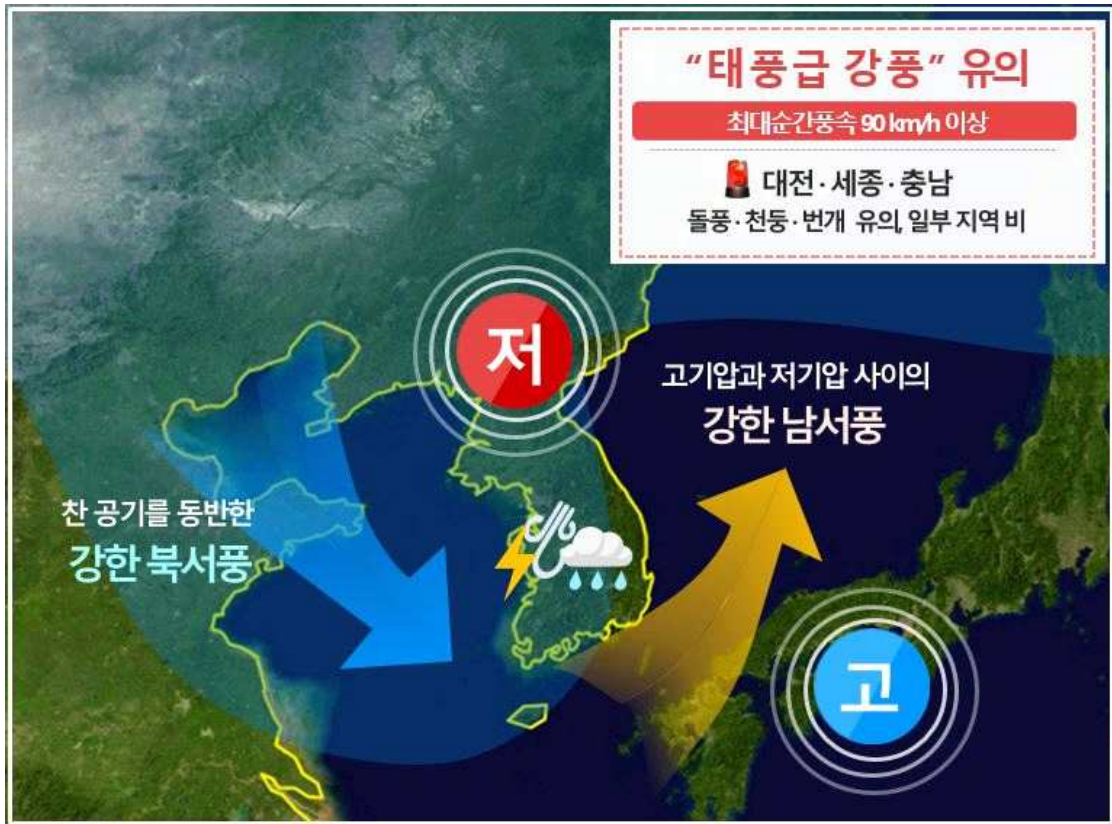 “태풍급 강풍” 유의
최대순간풍속 90 km/h 이상
대전·세종·충남
돌풍·천둥·번개 유의, 일부 지역 비
저
고기압과 저기압 사이의
강한 남서풍
찬 공기를 동반한
강한 북서풍
고